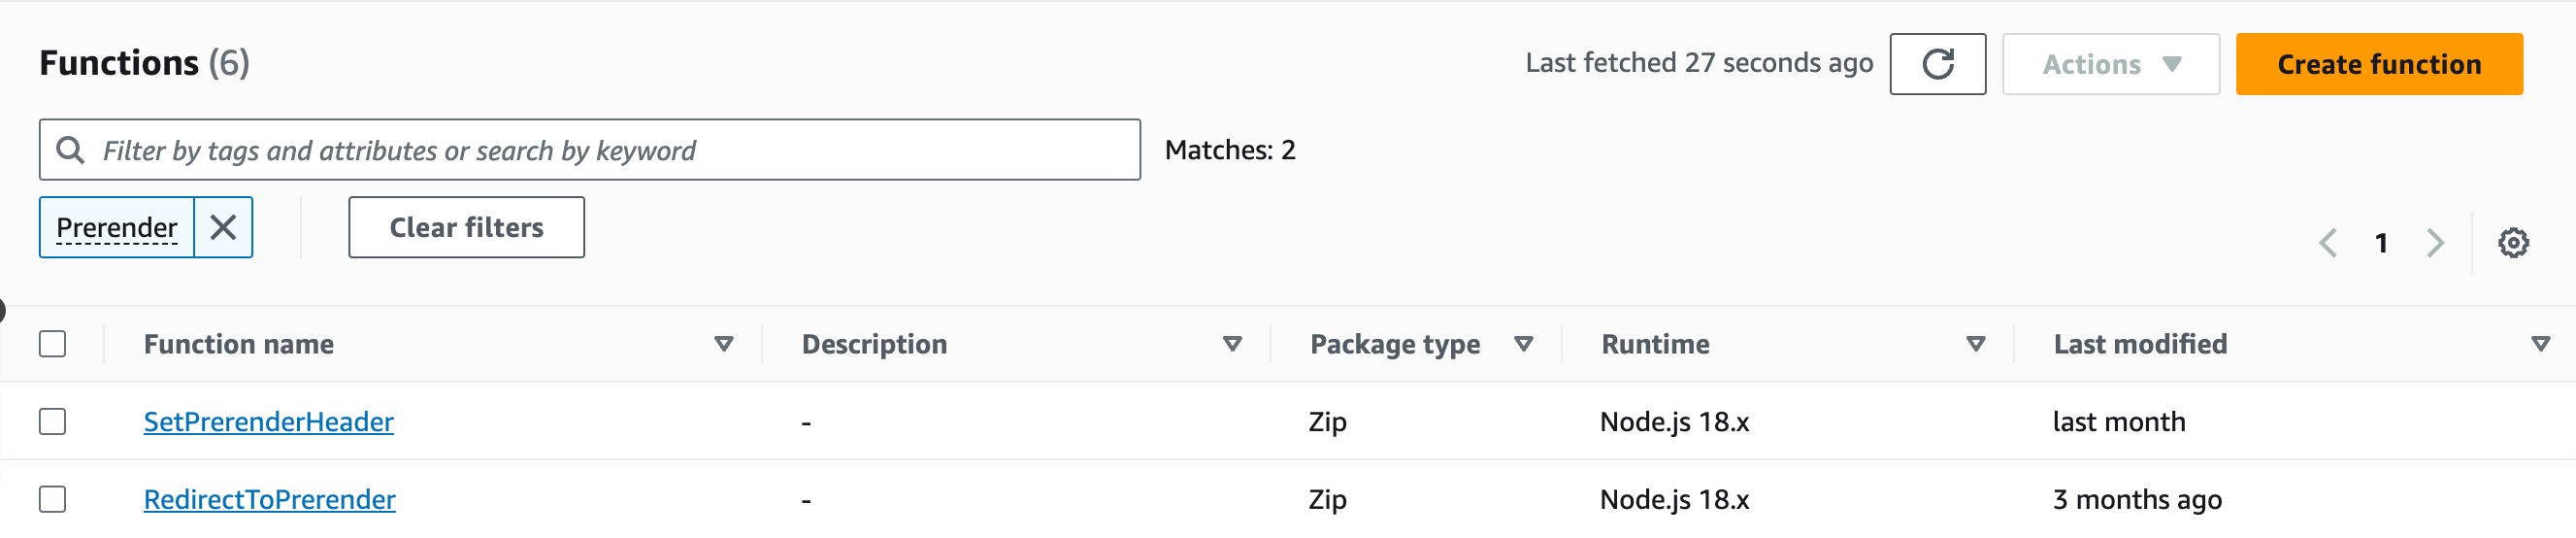 Functions (6)
Last fetched 27 seconds ago
Actions
Create function
Filter by tags and attributes or search by keyword
Matches: 2
Prerender
Clear filters
1
Function name Description Package type Runtime Last modified
SetPrerenderHeader - Zip Node.js 18.x last month
RedirectToPrerender - Zip Node.js 18.x 3 months ago